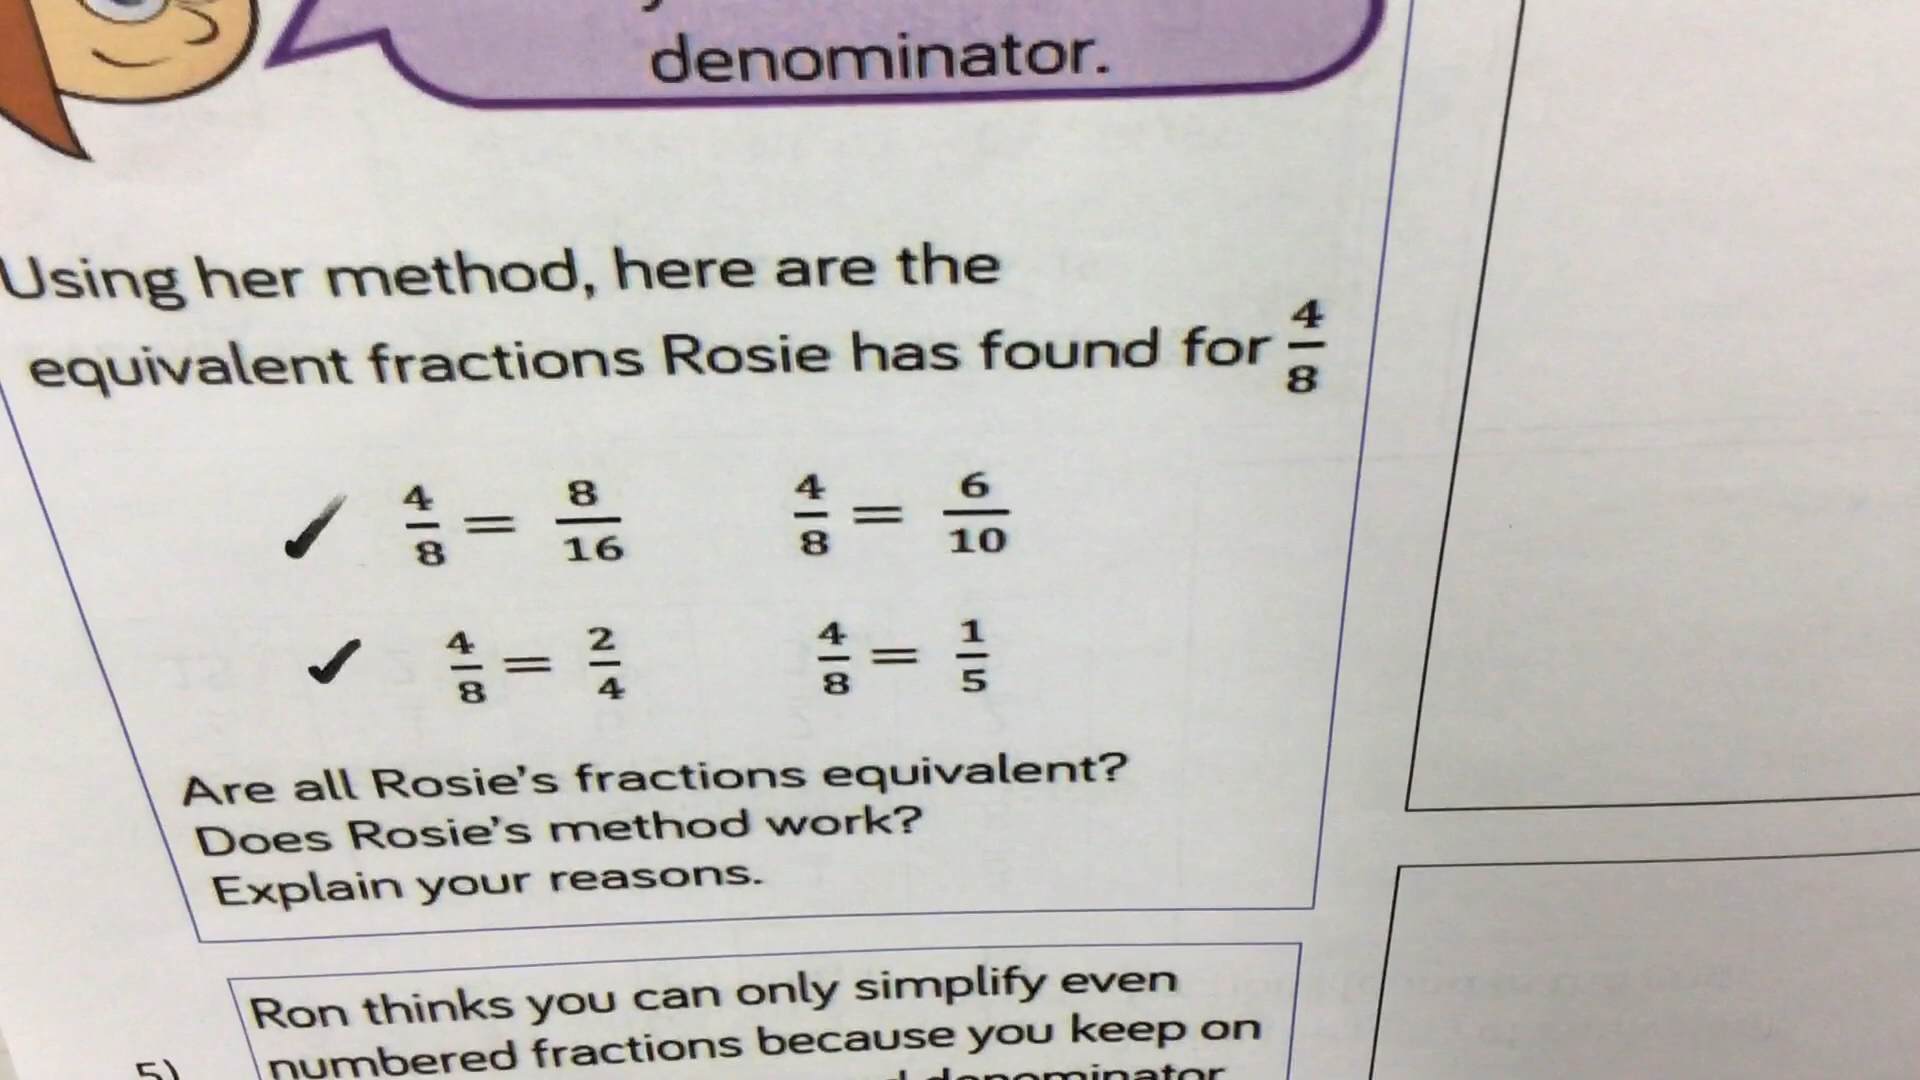 denominator.
Using her method, here are the
equivalent fractions Rosie has found for 4/8
✓ 4/8 = 8/16 4/8 = 6/10
✓ 4/8 = 2/4 4/8 = 1/5
Are all Rosie's fractions equivalent?
Does Rosie's method work?
Explain your reasons.
Ron thinks you can only simplify even
5) numbered fractions because you keep on
denominator